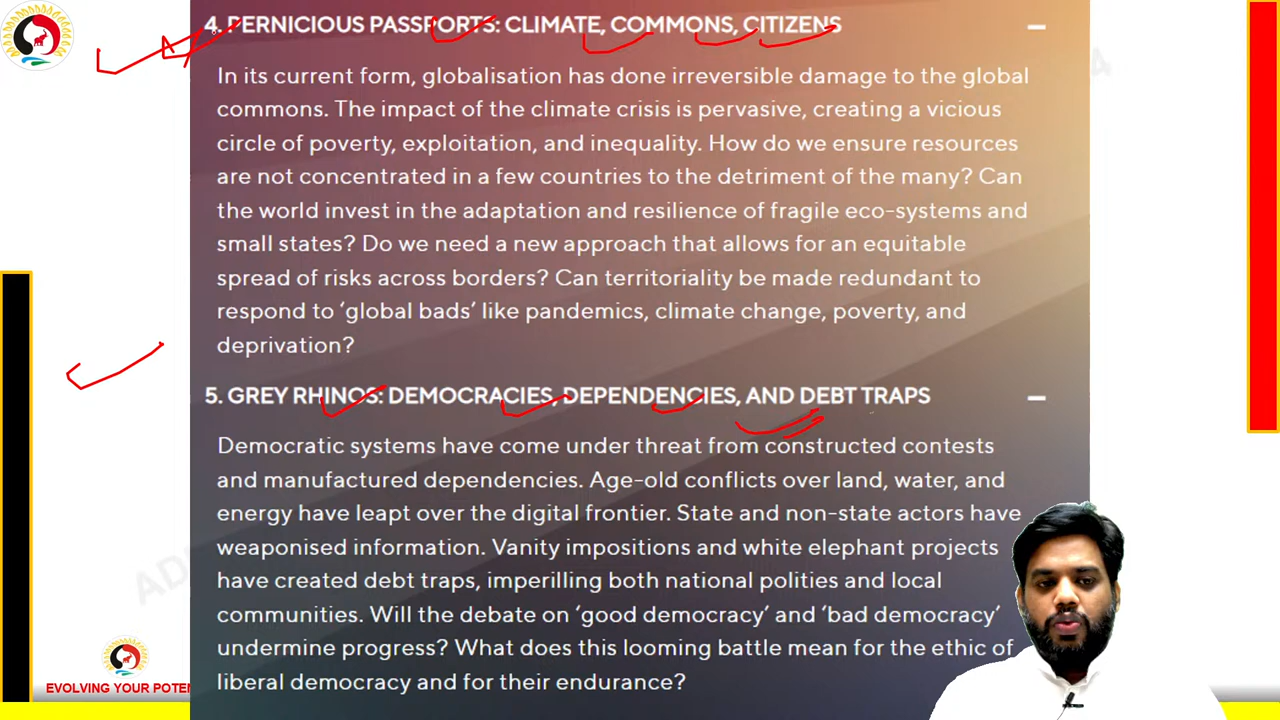 4. PERNICIOUS PASSPORTS: CLIMATE, COMMONS, CITIZENS
In its current form, globalisation has done irreversible damage to the global
commons. The impact of the climate crisis is pervasive, creating a vicious
circle of poverty, exploitation, and inequality. How do we ensure resources
are not concentrated in a few countries to the detriment of the many? Can
the world invest in the adaptation and resilience of fragile eco-systems and
small states? Do we need a new approach that allows for an equitable
spread of risks across borders? Can territoriality be made redundant to
respond to ‘global bads’ like pandemics, climate change, poverty, and
deprivation?
5. GREY RHINOS: DEMOCRACIES, DEPENDENCIES, AND DEBT TRAPS
Democratic systems have come under threat from constructed contests
and manufactured dependencies. Age-old conflicts over land, water, and
energy have leapt over the digital frontier. State and non-state actors have
weaponised information. Vanity impositions and white elephant projects
have created debt traps, imperilling both national polities and local
communities. Will the debate on ‘good democracy’ and ‘bad democracy’
undermine progress? What does this looming battle mean for the ethic of
liberal democracy and for their endurance?
EVOLVING YOUR POTEN